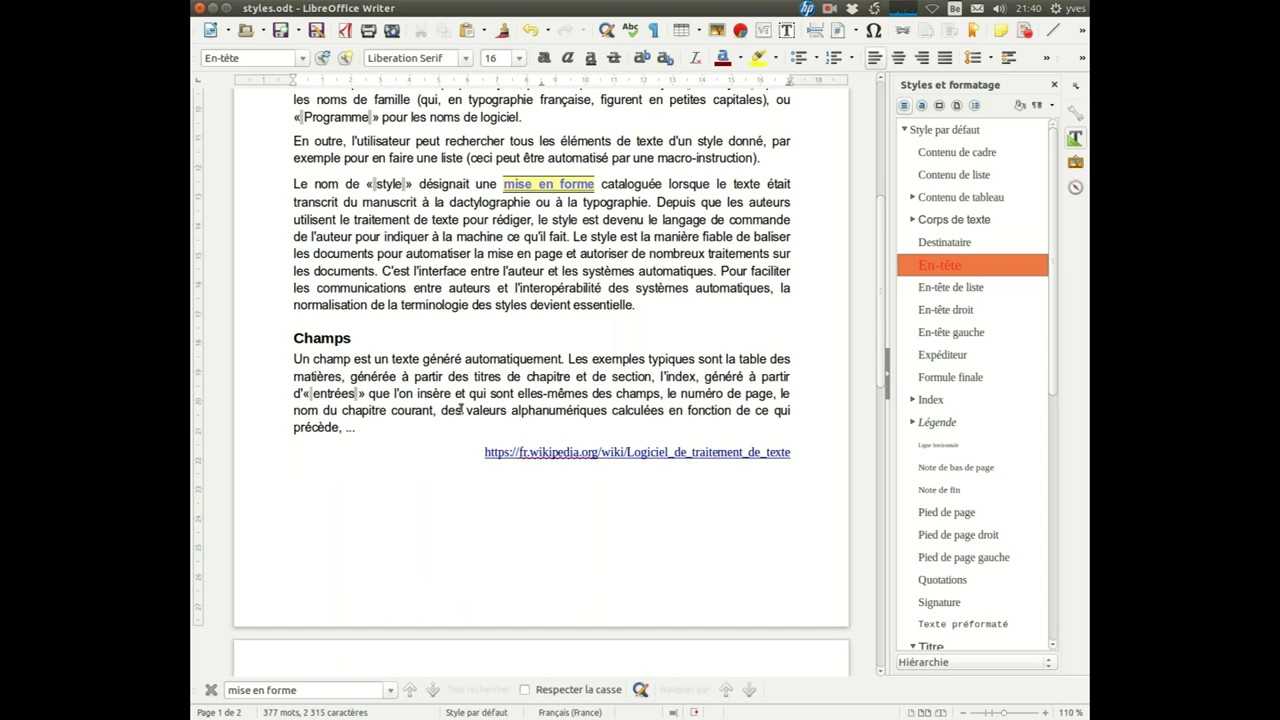 styles.odt - LibreOffice Writer
Be
21:40
yves
En-tête
Liberation Serif
16
Styles et formatage
les noms de famille (qui, en typographie française, figurent en petites capitales), ou
« Programme » pour les noms de logiciel.
En outre, l'utilisateur peut rechercher tous les éléments de texte d'un style donné, par
exemple pour en faire une liste (ceci peut être automatisé par une macro-instruction).
Le nom de « style » désignait une mise en forme cataloguée lorsque le texte était
transcrit du manuscrit à la dactylographie ou à la typographie. Depuis que les auteurs
utilisent le traitement de texte pour rédiger, le style est devenu le langage de commande
de l'auteur pour indiquer à la machine ce qu'il fait. Le style est la manière fiable de baliser
les documents pour automatiser la mise en page et autoriser de nombreux traitements sur
les documents. C'est l'interface entre l'auteur et les systèmes automatiques. Pour faciliter
les communications entre auteurs et l'interopérabilité des systèmes automatiques, la
normalisation de la terminologie des styles devient essentielle.
Champs
Un champ est un texte généré automatiquement. Les exemples typiques sont la table des
matières, générée à partir des titres de chapitre et de section, l'index, généré à partir
d'« entrées » que l'on insère et qui sont elles-mêmes des champs, le numéro de page, le
nom du chapitre courant, des valeurs alphanumériques calculées en fonction de ce qui
précède, ...
https://fr.wikipedia.org/wiki/Logiciel_de_traitement_de_texte
Style par défaut
Contenu de cadre
Contenu de liste
Contenu de tableau
Corps de texte
Destinataire
En-tête
En-tête de liste
En-tête droit
En-tête gauche
Expéditeur
Formule finale
Index
Légende
Ligne horizontale
Note de bas de page
Note de fin
Pied de page
Pied de page droit
Pied de page gauche
Quotations
Signature
Texte préformaté
Titre
Hiérarchie
mise en forme
Tout rechercher
Respecter la casse
Naviguer par
Page 1 de 2
377 mots, 2 315 caractères
Style par défaut
Français (France)
110 %